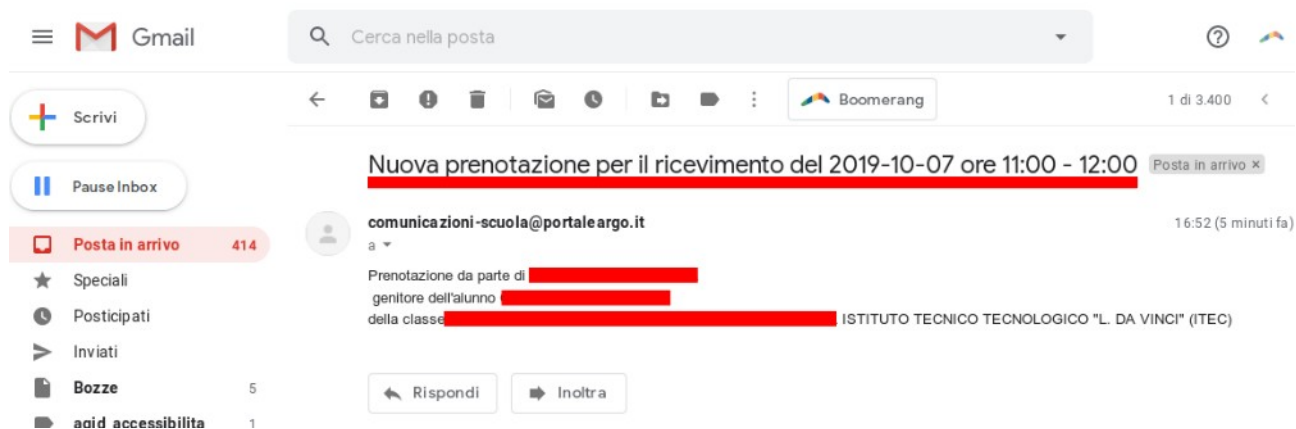 Gmail
Cerca nella posta
Scrivi
Boomerang
1 di 3.400
Nuova prenotazione per il ricevimento del 2019-10-07 ore 11:00 - 12:00
Posta in arrivo ×
Pause Inbox
comunicazioni-scuola@portaleargo.it
16:52 (5 minuti fa)
a
Posta in arrivo 414
Prenotazione da parte di
Speciali
genitore dell'alunno
Posticipati
della classe ISTITUTO TECNICO TECNOLOGICO "L. DA VINCI" (ITEC)
Inviati
Bozze 5
Rispondi
Inoltra
agid_accessibilita 1